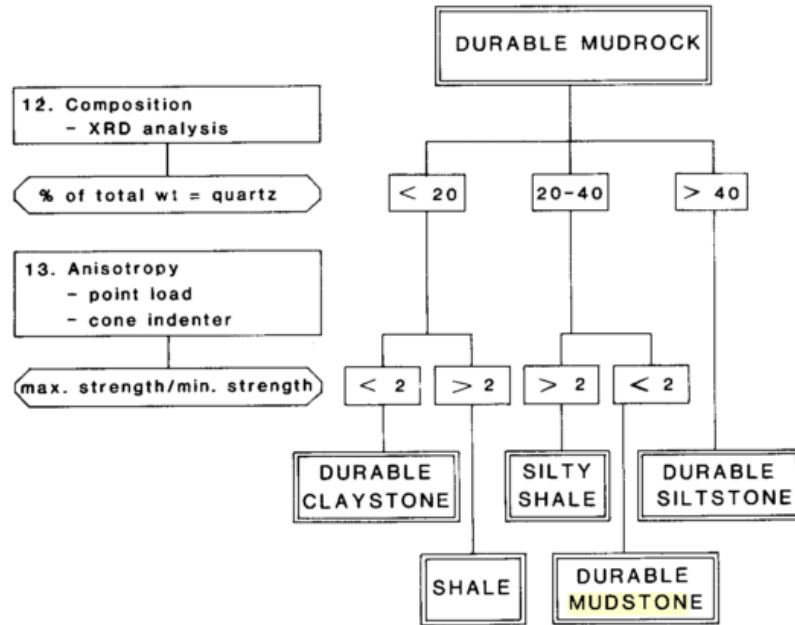 DURABLE MUDROCK
12. Composition
- XRD analysis
% of total wt = quartz
< 20
20-40
> 40
13. Anisotropy
- point load
- cone indenter
max. strength/min. strength
< 2
> 2
> 2
< 2
DURABLE
CLAYSTONE
SILTY
SHALE
DURABLE
SILTSTONE
SHALE
DURABLE
MUDSTONE